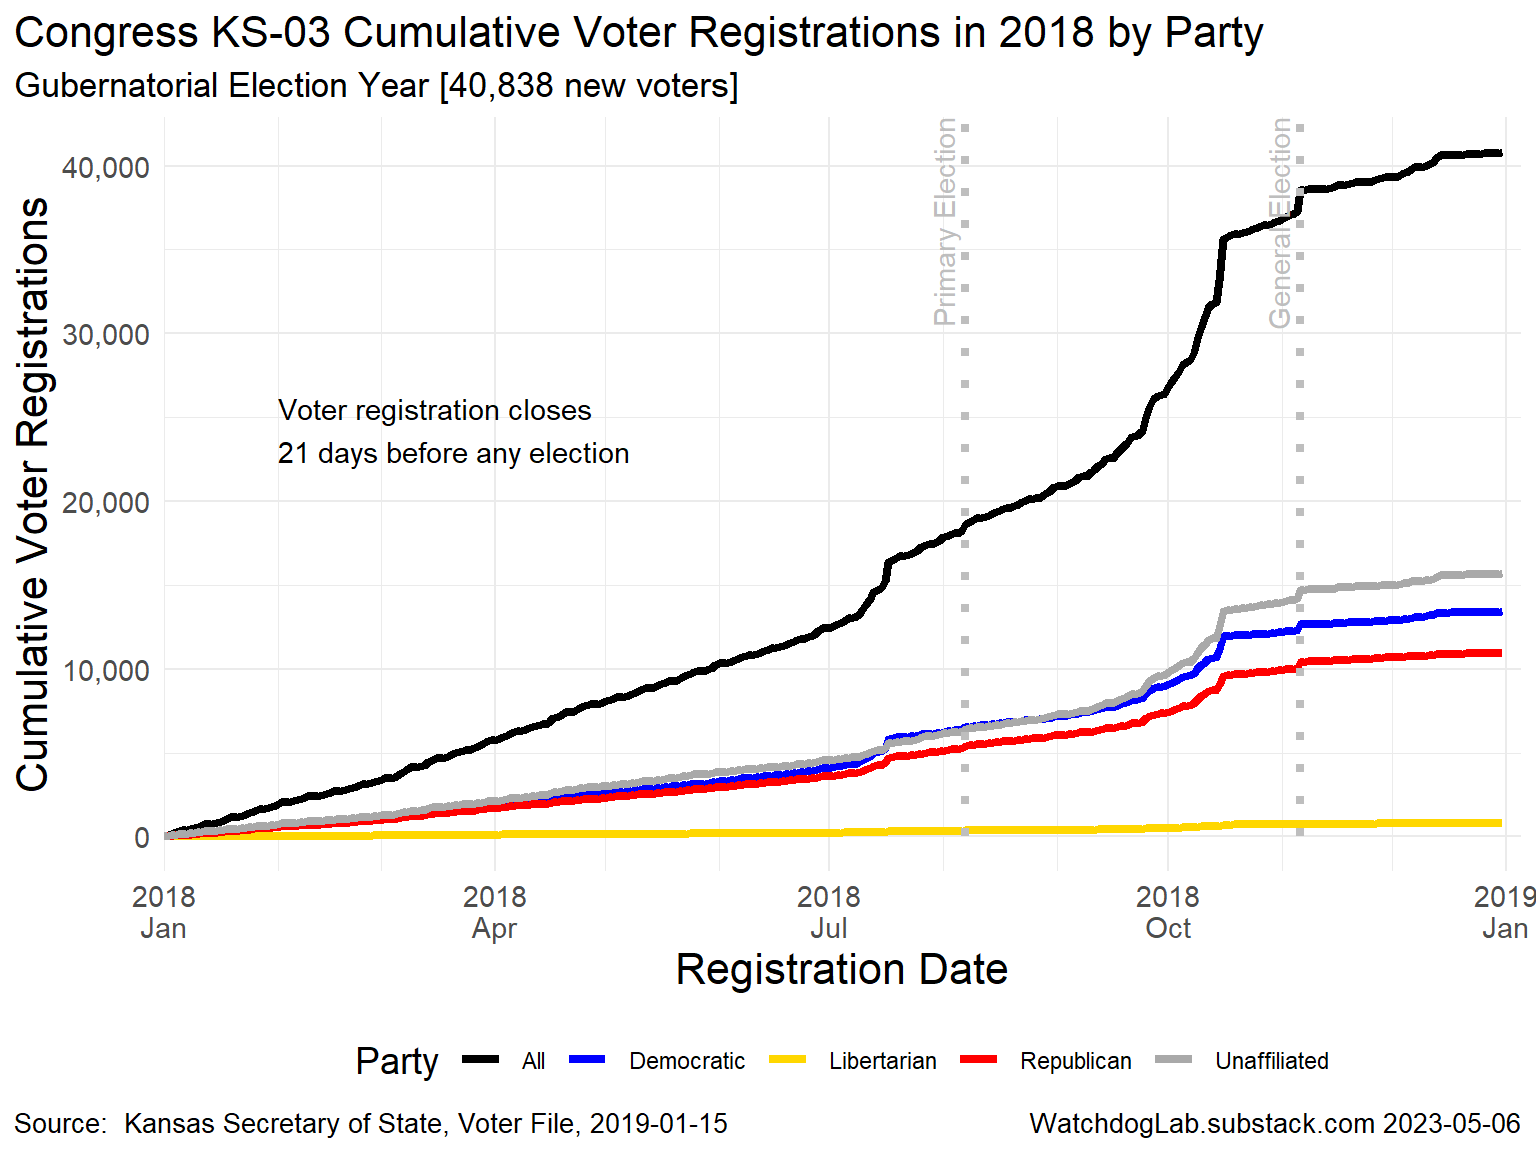 Congress KS-03 Cumulative Voter Registrations in 2018 by Party
Gubernatorial Election Year [40,838 new voters]
Cumulative Voter Registrations
40,000
30,000
20,000
10,000
0
Primary Election
General Election
Voter registration closes
21 days before any election
2018 2018 2018 2018 2019
Jan Apr Jul Oct Jan
Registration Date
Party All Democratic Libertarian Republican Unaffiliated
Source:  Kansas Secretary of State, Voter File, 2019-01-15
WatchdogLab.substack.com 2023-05-06